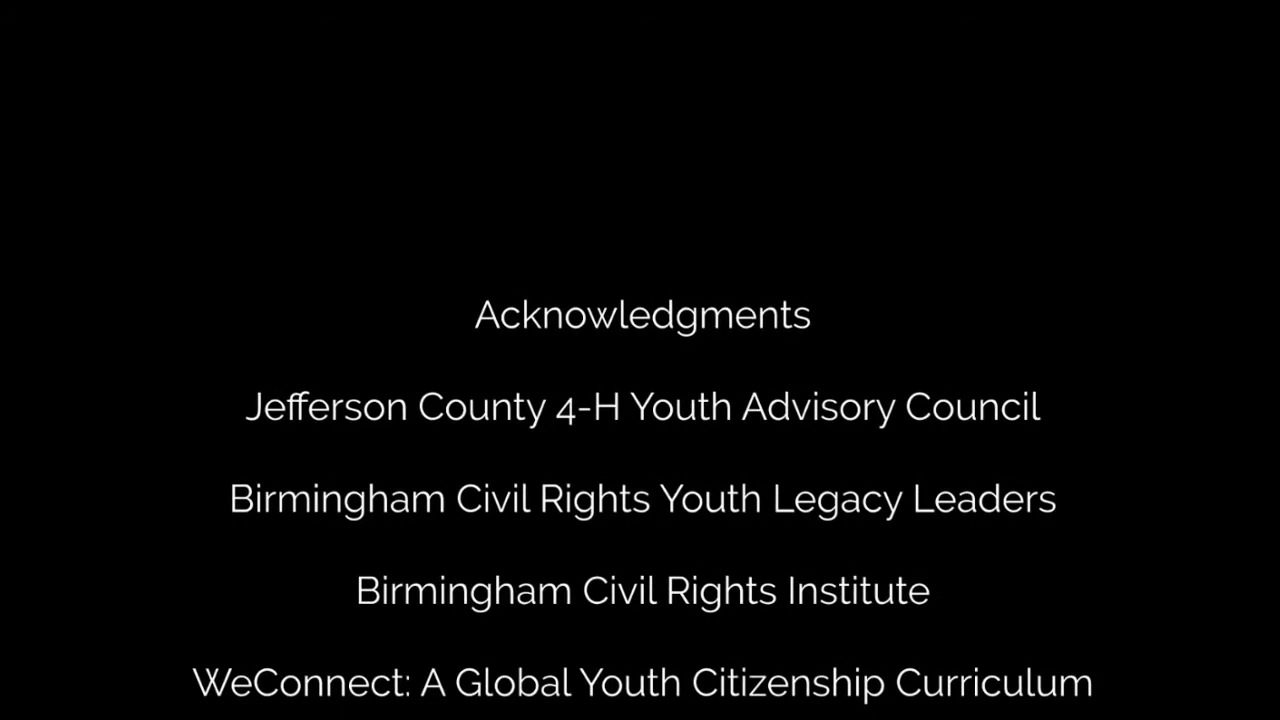 Acknowledgments
Jefferson County 4-H Youth Advisory Council
Birmingham Civil Rights Youth Legacy Leaders
Birmingham Civil Rights Institute
WeConnect: A Global Youth Citizenship Curriculum